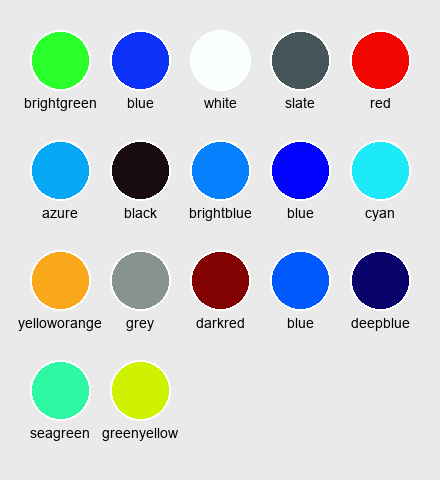 brightgreen blue white slate red
azure black brightblue blue cyan
yelloworange grey darkred blue deepblue
seagreen greenyellow